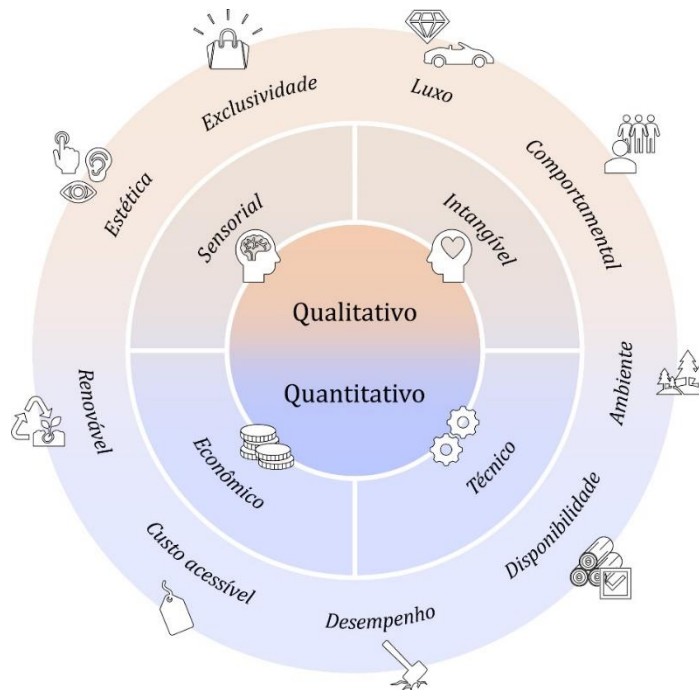 Exclusividade
Luxo
Estética
Comportamental
Sensorial
Intangível
Qualitativo
Quantitativo
Renovável
Ambiente
Econômico
Técnico
Custo acessível
Disponibilidade
Desempenho